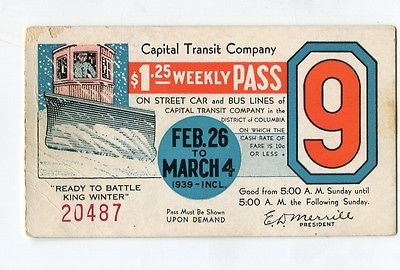 Capital Transit Company
$1.25 WEEKLY PASS
9
ON STREET CAR and BUS LINES of
CAPITAL TRANSIT COMPANY in the
DISTRICT of COLUMBIA
ON WHICH THE
CASH RATE OF
FARE IS 10¢
OR LESS.
FEB. 26
TO
MARCH 4
1939-INCL.
"READY TO BATTLE
KING WINTER"
20487
Pass Must Be Shown
UPON DEMAND
Good from 5:00 A. M. Sunday until
5:00 A. M. the Following Sunday.
E.D. Merrill
PRESIDENT